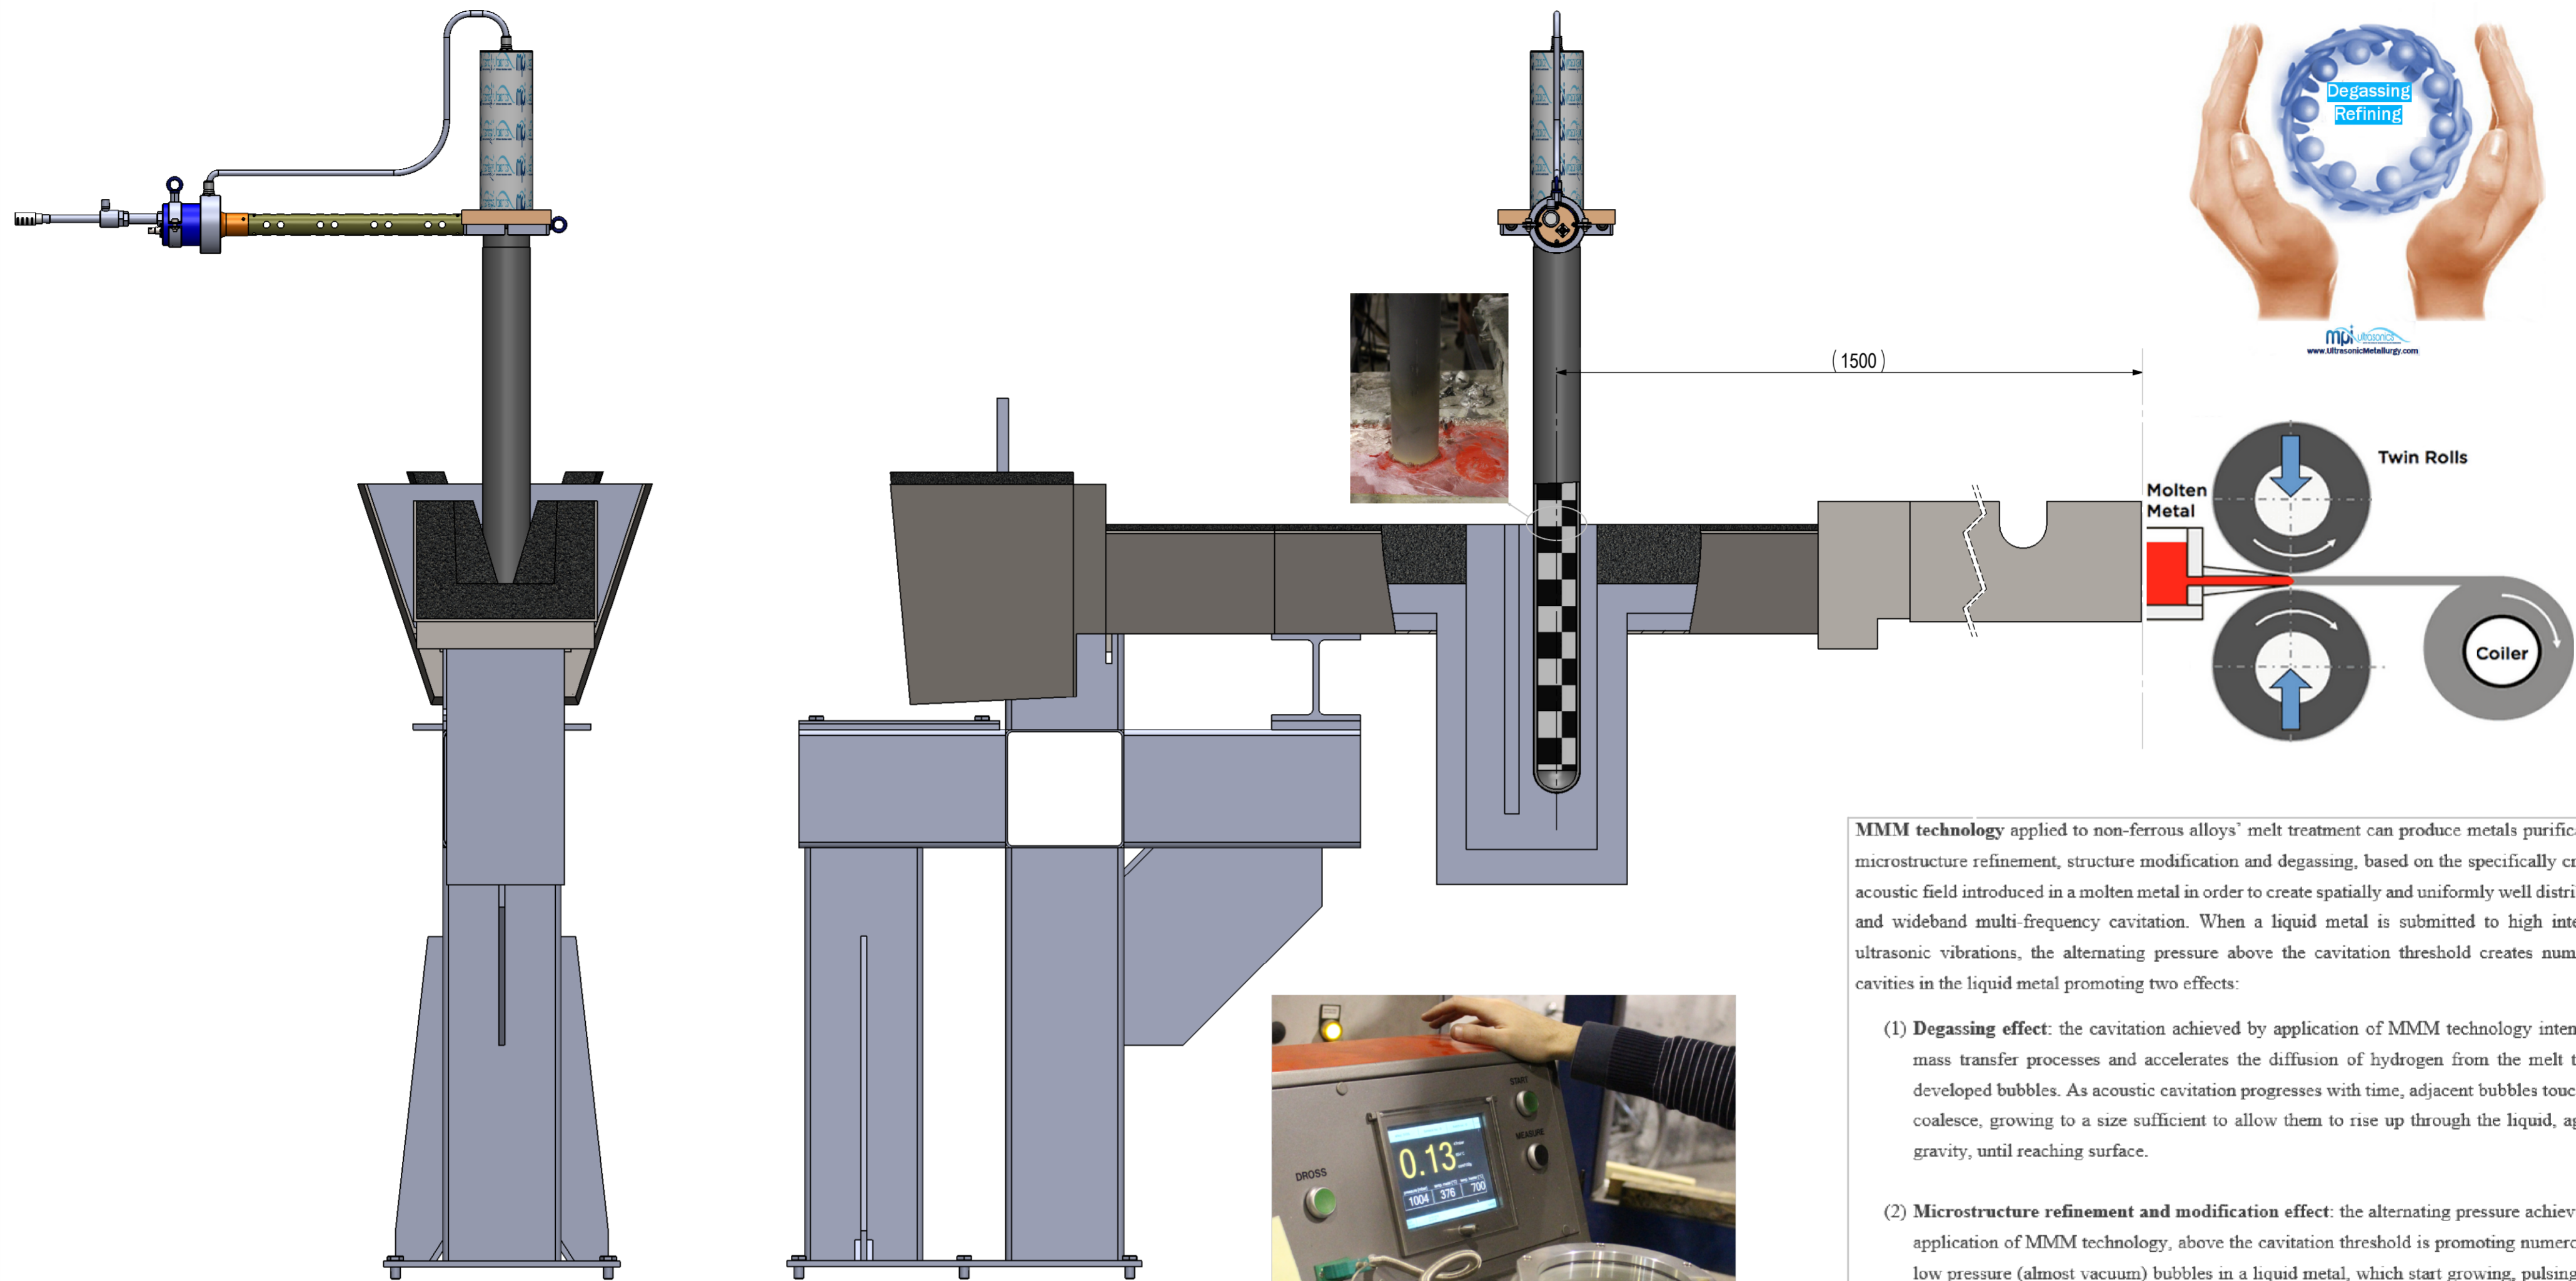 Degassing
Refining
mpi ultrasonics
www.UltrasonicMetallurgy.com
(1500)
Twin Rolls
Molten
Metal
Coiler
MMM technology applied to non-ferrous alloys’ melt treatment can produce metals purific
microstructure refinement, structure modification and degassing, based on the specifically cr
acoustic field introduced in a molten metal in order to create spatially and uniformly well distri
and wideband multi-frequency cavitation. When a liquid metal is submitted to high inte
ultrasonic vibrations, the alternating pressure above the cavitation threshold creates num
cavities in the liquid metal promoting two effects:
(1) Degassing effect: the cavitation achieved by application of MMM technology inten
mass transfer processes and accelerates the diffusion of hydrogen from the melt t
developed bubbles. As acoustic cavitation progresses with time, adjacent bubbles touc
coalesce, growing to a size sufficient to allow them to rise up through the liquid, ag
gravity, until reaching surface.
(2) Microstructure refinement and modification effect: the alternating pressure achiev
application of MMM technology, above the cavitation threshold is promoting numero
low pressure (almost vacuum) bubbles in a liquid metal, which start growing, pulsing
START
MEASURE
DROSS
0.13
1004 376 700